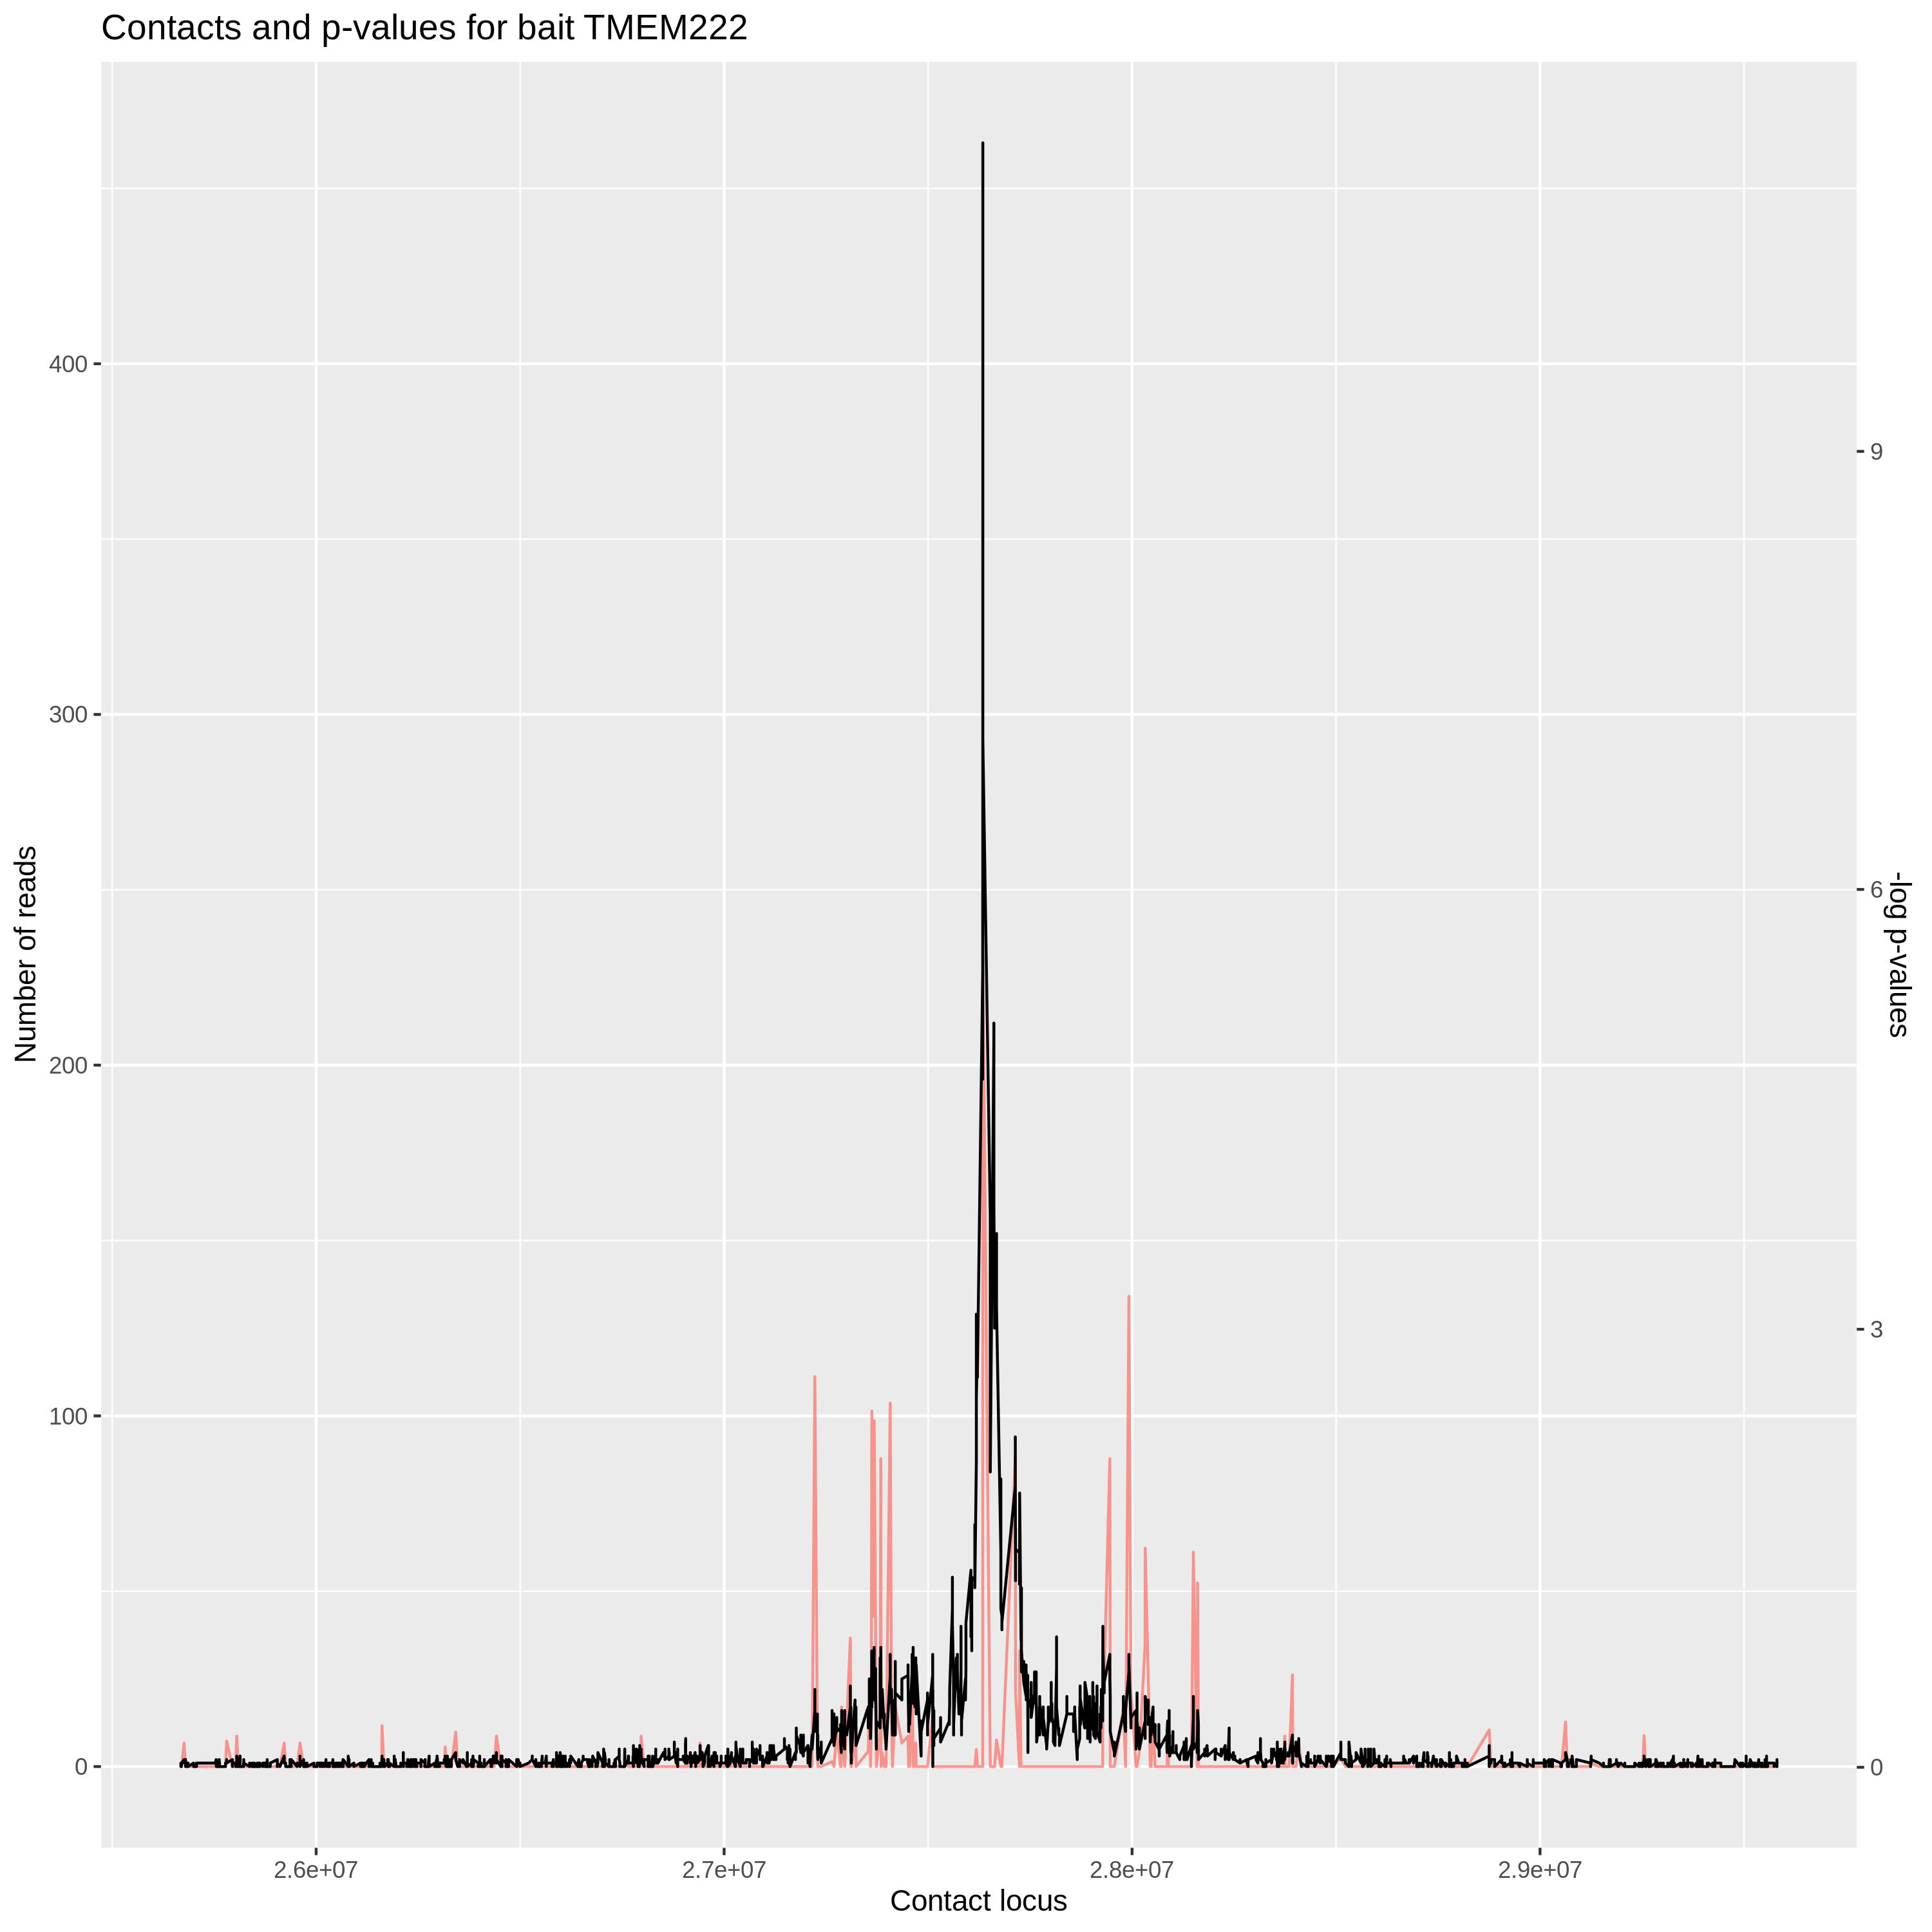 Contacts and p-values for bait TMEM222
Number of reads
400
300
200
100
0
9
6
3
0
-log p-values
2.6e+07
2.7e+07
2.8e+07
2.9e+07
Contact locus